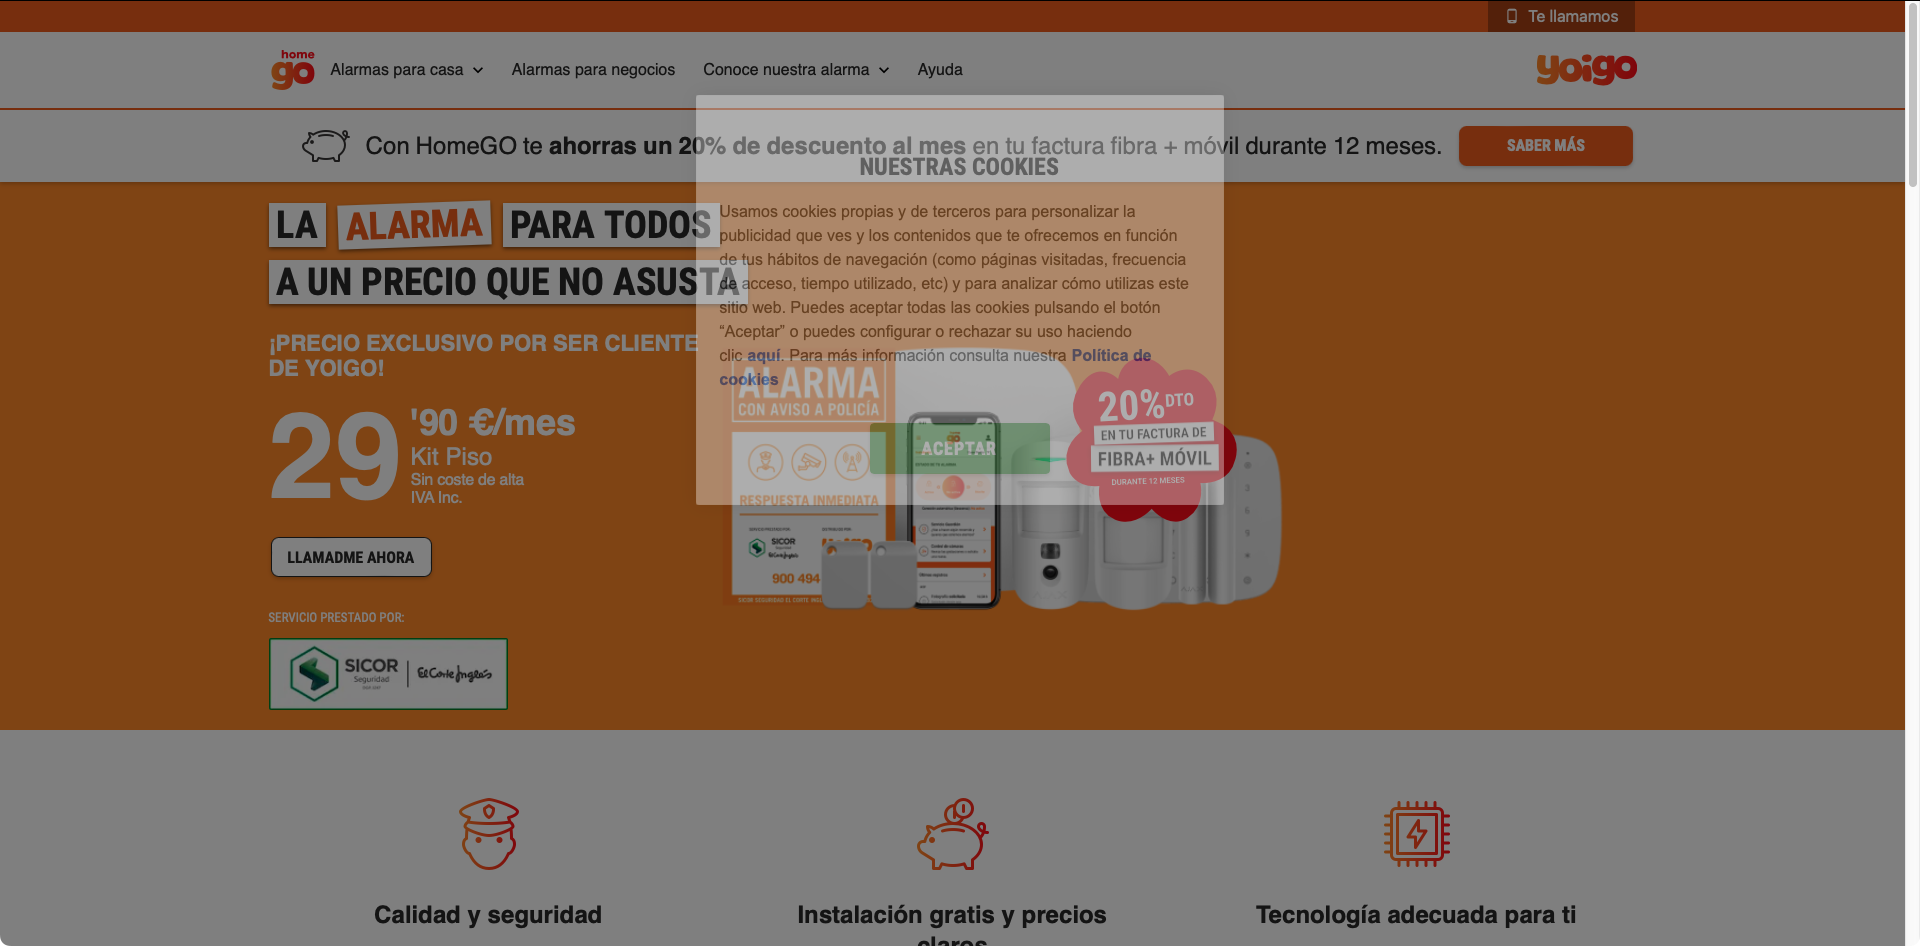 Te llamamos
home
go
Alarmas para casa
Alarmas para negocios
Conoce nuestra alarma
Ayuda
yoigo
Con HomeGO te ahorras un 20% de descuento al mes en tu factura fibra + móvil durante 12 meses.
SABER MÁS
NUESTRAS COOKIES
Usamos cookies propias y de terceros para personalizar la
publicidad que ves y los contenidos que te ofrecemos en función
de tus hábitos de navegación (como páginas visitadas, frecuencia
de acceso, tiempo utilizado, etc) y para analizar cómo utilizas este
sitio web. Puedes aceptar todas las cookies pulsando el botón
“Aceptar” o puedes configurar o rechazar su uso haciendo
clic aquí. Para más información consulta nuestra Política de
cookies
ACEPTAR
LA ALARMA PARA TODOS
A UN PRECIO QUE NO ASUSTA
¡PRECIO EXCLUSIVO POR SER CLIENTE
DE YOIGO!
29'90 €/mes
Kit Piso
Sin coste de alta
IVA Inc.
LLAMADME AHORA
SERVICIO PRESTADO POR:
SICOR
Seguridad
El Corte Inglés
ALARMA
CON AVISO A POLICÍA
RESPUESTA INMEDIATA
SICOR
900 494
20% DTO
EN TU FACTURA DE
FIBRA+ MÓVIL
DURANTE 12 MESES
Calidad y seguridad
Instalación gratis y precios
claros
Tecnología adecuada para ti